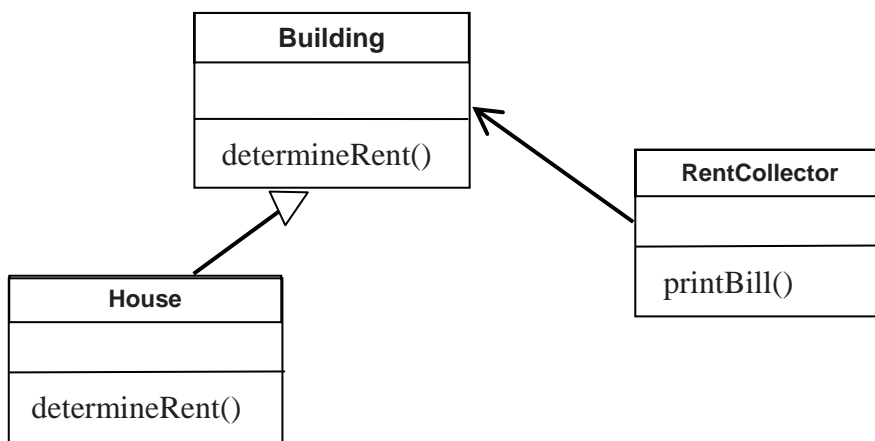 Building
determineRent()
RentCollector
printBill()
House
determineRent()